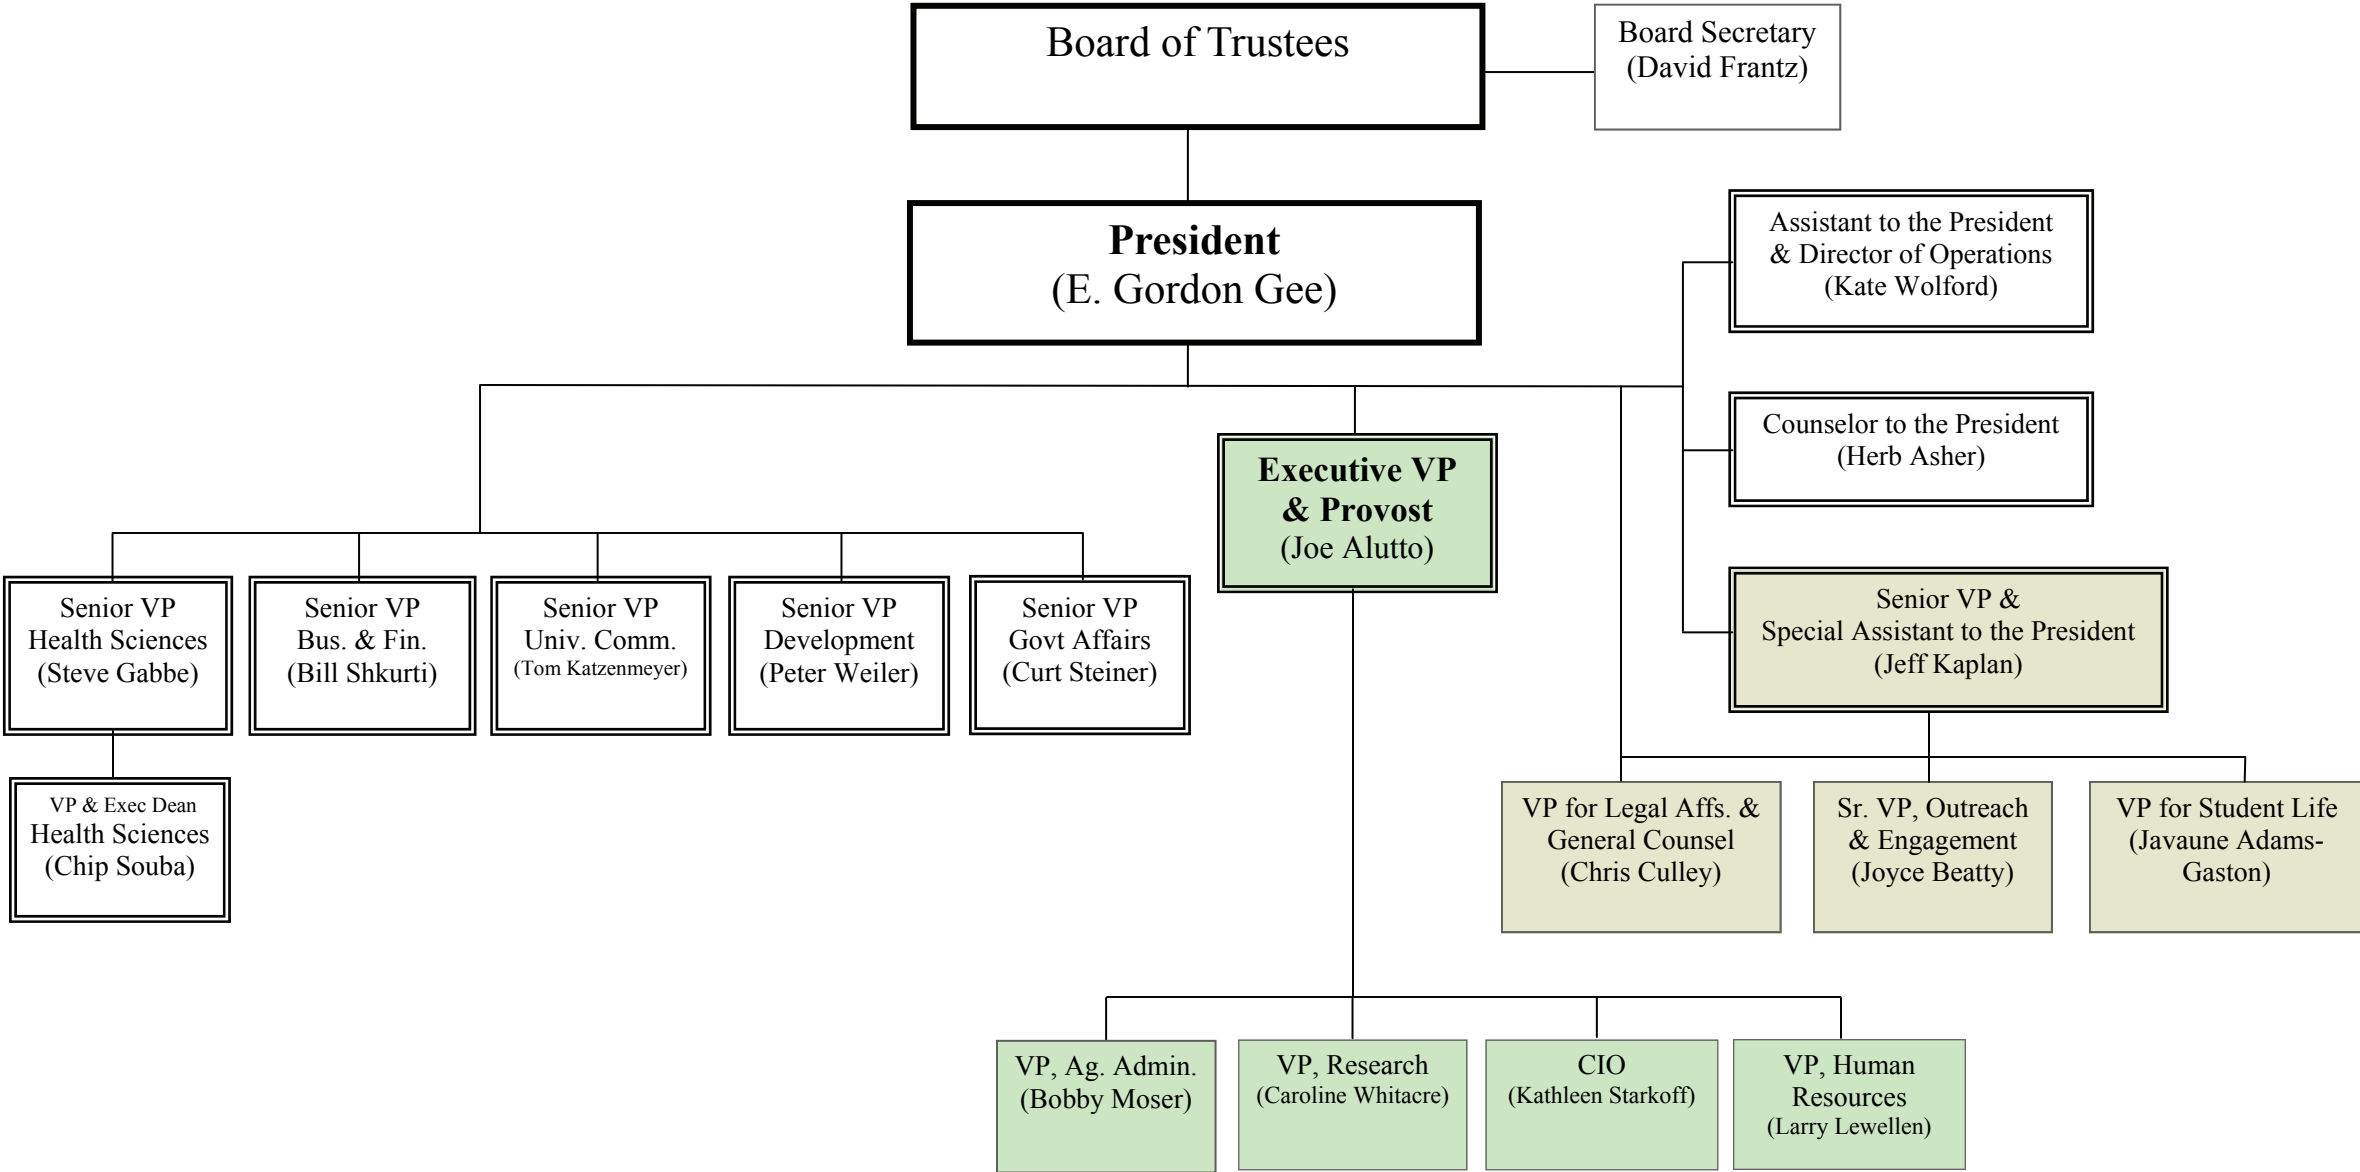 Board of Trustees
Board Secretary
(David Frantz)
President
(E. Gordon Gee)
Assistant to the President
& Director of Operations
(Kate Wolford)
Counselor to the President
(Herb Asher)
Executive VP
& Provost
(Joe Alutto)
Senior VP &
Special Assistant to the President
(Jeff Kaplan)
Senior VP
Health Sciences
(Steve Gabbe)
Senior VP
Bus. & Fin.
(Bill Shkurti)
Senior VP
Univ. Comm.
(Tom Katzenmeyer)
Senior VP
Development
(Peter Weiler)
Senior VP
Govt Affairs
(Curt Steiner)
VP & Exec Dean
Health Sciences
(Chip Souba)
VP for Legal Affs. &
General Counsel
(Chris Culley)
Sr. VP, Outreach
& Engagement
(Joyce Beatty)
VP for Student Life
(Javaune Adams-
Gaston)
VP, Ag. Admin.
(Bobby Moser)
VP, Research
(Caroline Whitacre)
CIO
(Kathleen Starkoff)
VP, Human
Resources
(Larry Lewellen)